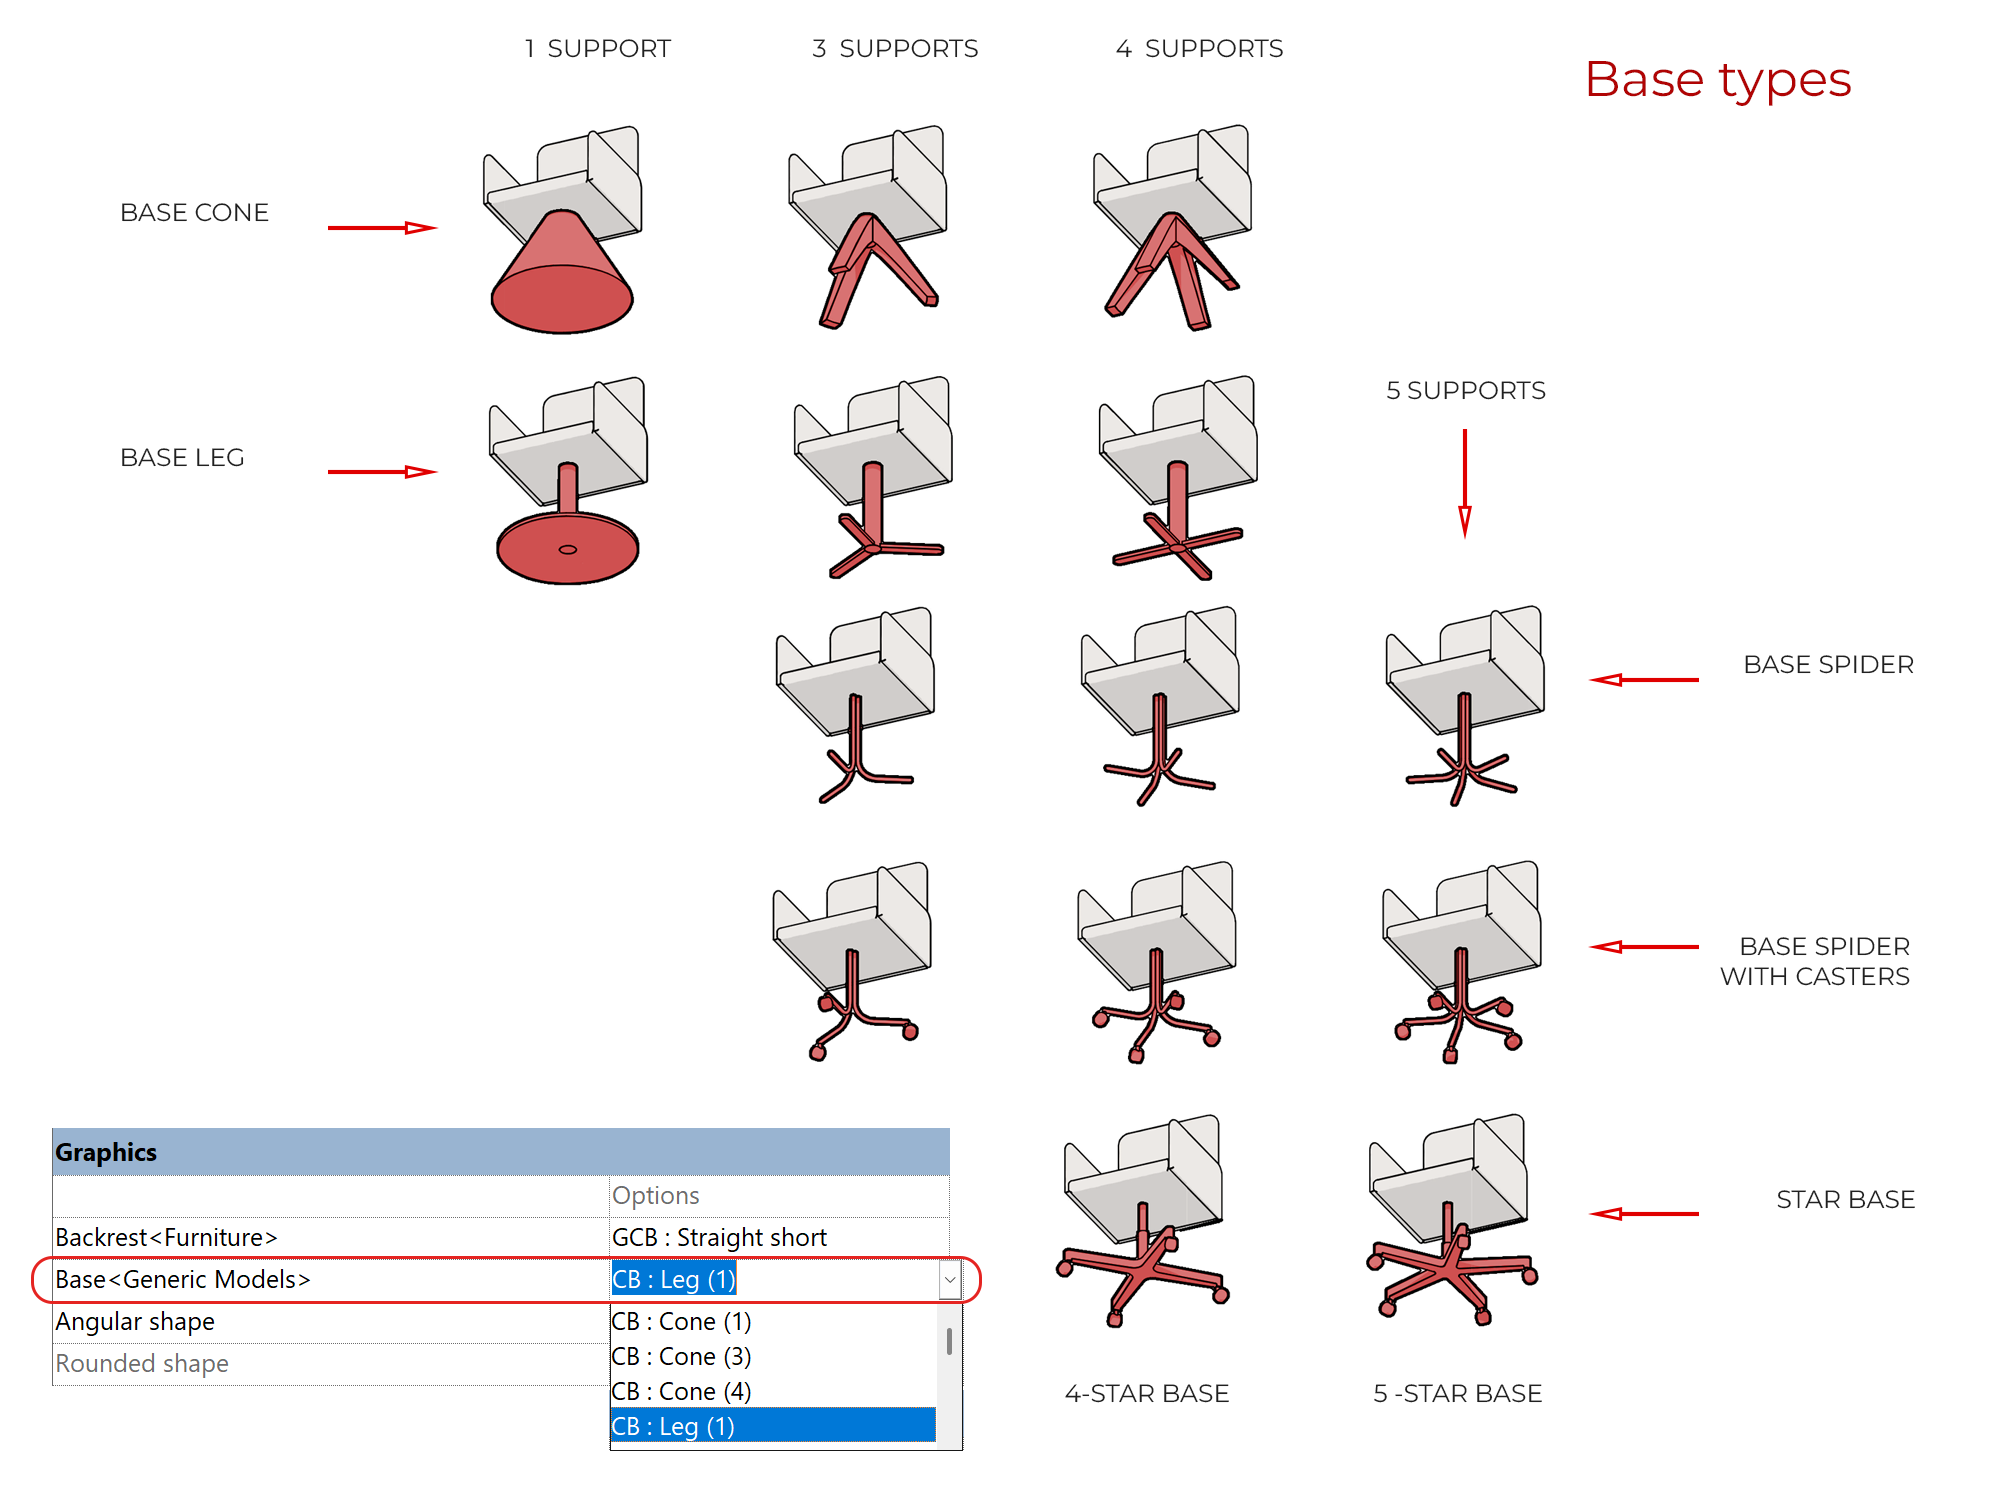 1 SUPPORT
3 SUPPORTS
4 SUPPORTS
Base types
BASE CONE
BASE LEG
5 SUPPORTS
BASE SPIDER
BASE SPIDER
WITH CASTERS
STAR BASE
4-STAR BASE
5 -STAR BASE
Graphics
Options
Backrest<Furniture>
GCB : Straight short
Base<Generic Models>
CB : Leg (1)
Angular shape
Rounded shape
CB : Cone (1)
CB : Cone (3)
CB : Cone (4)
CB : Leg (1)